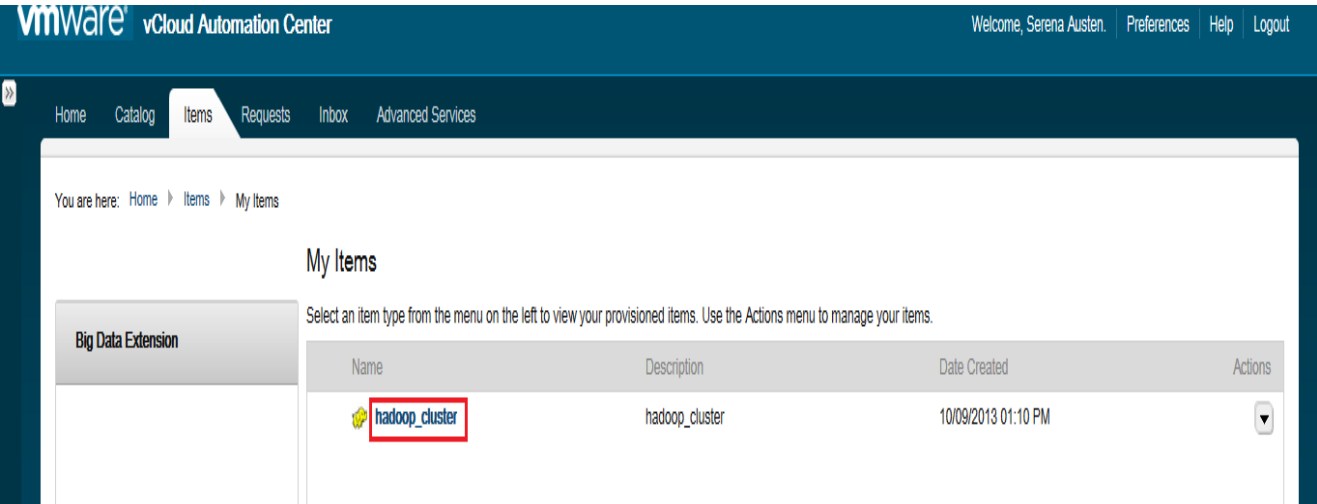 vmware® vCloud Automation Center
Welcome, Serena Austen. Preferences Help Logout
Home Catalog Items Requests Inbox Advanced Services
You are here: Home Items My Items
My Items
Select an item type from the menu on the left to view your provisioned items. Use the Actions menu to manage your items.
Big Data Extension
Name Description Date Created Actions
hadoop_cluster hadoop_cluster 10/09/2013 01:10 PM